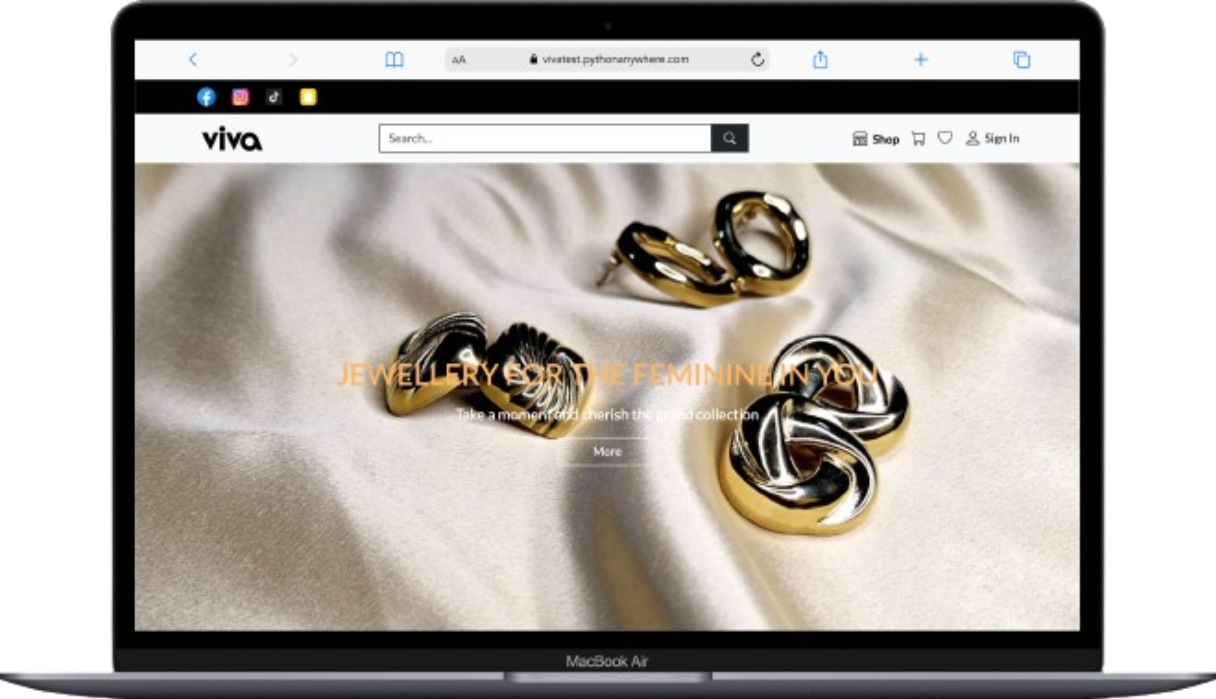 AA vivatest.pythonanywhere.com
viva
Search...
Shop
Sign In
JEWELLERY FOR THE FEMININE IN YOU
Take a moment and cherish the grand collection
More
MacBook Air